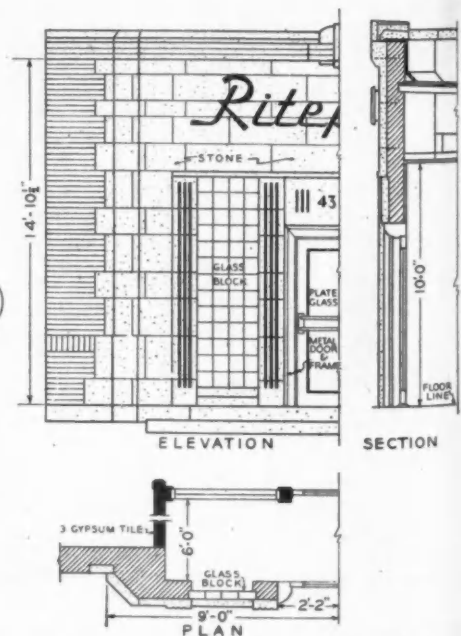 Ritep
STONE
14'-10½"
43
GLASS
BLOCK
PLATE
GLASS
METAL
DOOR &
FRAME
ELEVATION
10'-0"
FLOOR
LINE
SECTION
3 GYPSUM TILE
6'-0"
GLASS
BLOCK
2'-2"
9'-0"
PLAN